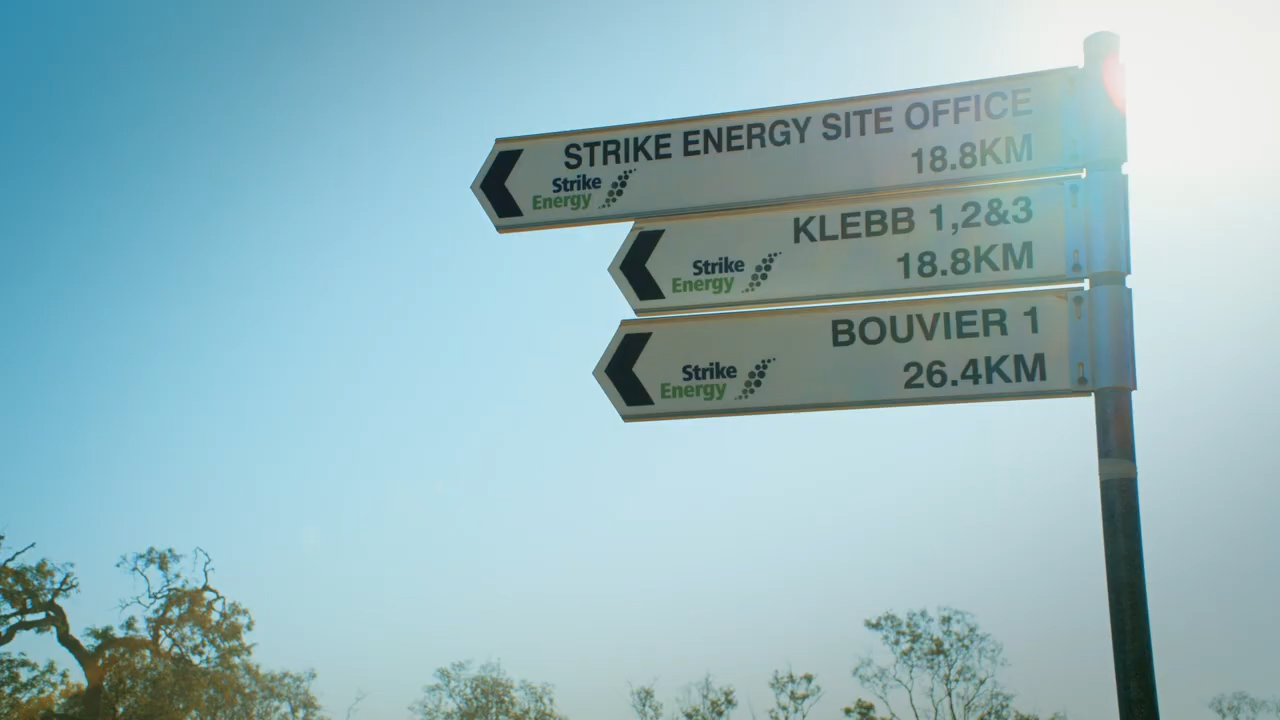 STRIKE ENERGY SITE OFFICE
18.8KM
Strike
Energy
KLEBB 1,2&3
18.8KM
Strike
Energy
BOUVIER 1
26.4KM
Strike
Energy